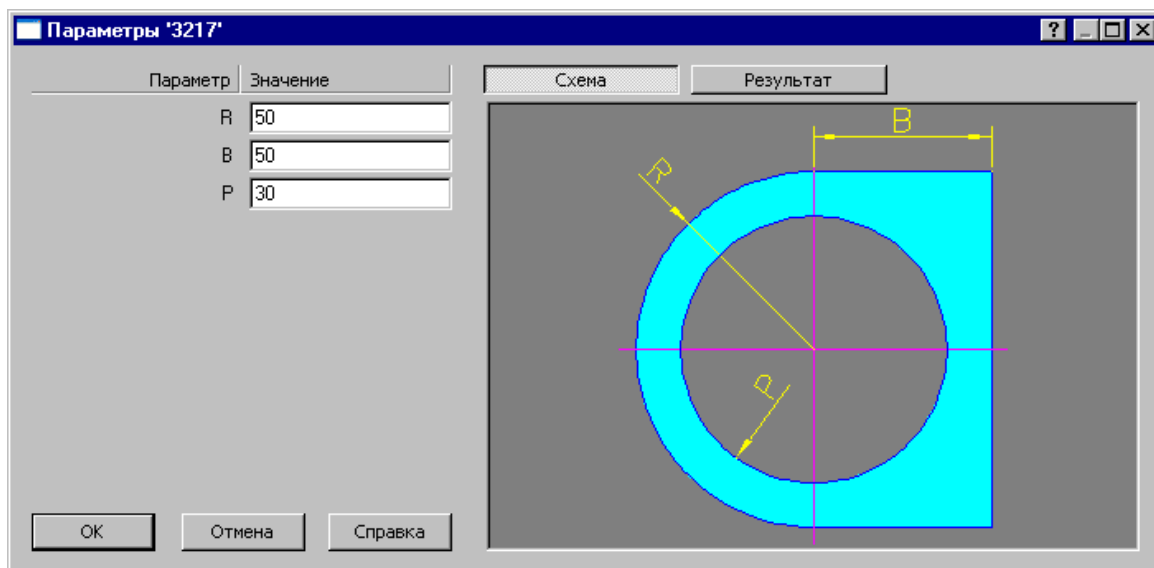 Параметры '3217'
Параметр Значение
R 50
B 50
P 30
OK Отмена Справка
Схема Результат
B
R
P